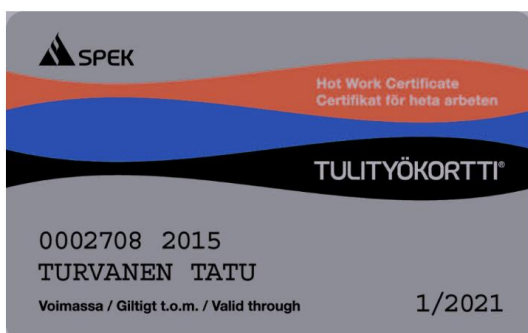 SPEK
Hot Work Certificate
Certifikat för heta arbeten
TULITYÖKORTTI®
0002708 2015
TURVANEN TATU
Voimassa / Giltigt t.o.m. / Valid through 1/2021